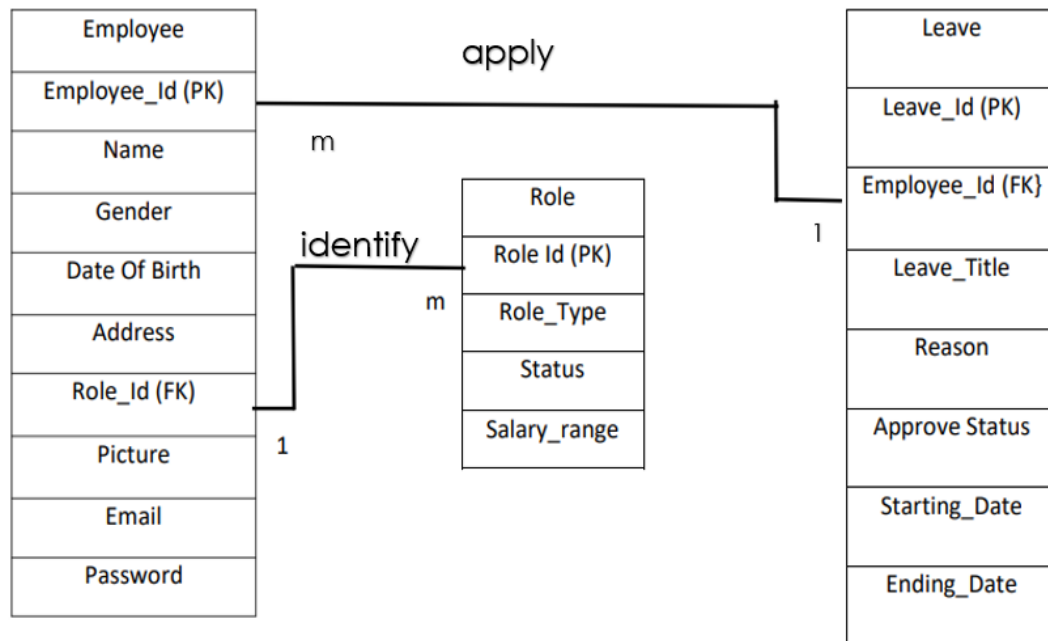 Employee
Employee_Id (PK)
Name
Gender
Date Of Birth
Address
Role_Id (FK)
Picture
Email
Password
apply
m
1
identify
m
1
Role
Role Id (PK)
Role_Type
Status
Salary_range
Leave
Leave_Id (PK)
Employee_Id (FK}
Leave_Title
Reason
Approve Status
Starting_Date
Ending_Date